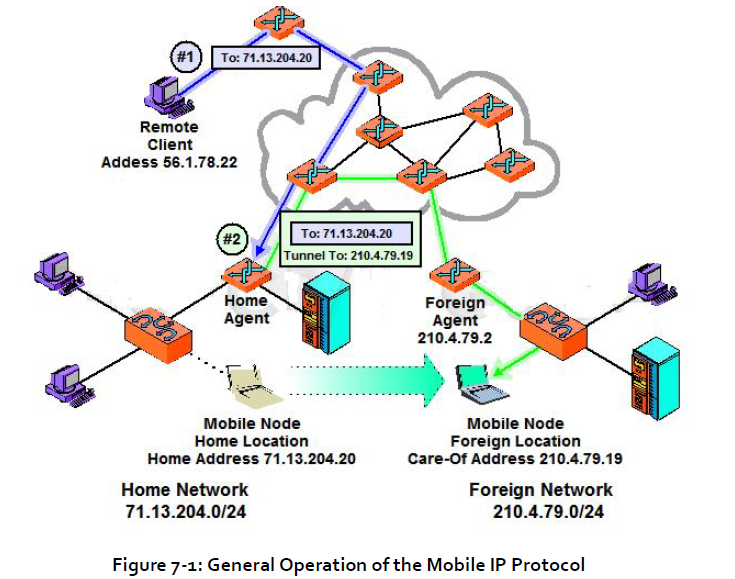 #1
To: 71.13.204.20
Remote
Client
Addess 56.1.78.22
#2
To: 71.13.204.20
Tunnel To: 210.4.79.19
Home
Agent
Foreign
Agent
210.4.79.2
Mobile Node
Home Location
Home Address 71.13.204.20
Mobile Node
Foreign Location
Care-Of Address 210.4.79.19
Home Network
71.13.204.0/24
Foreign Network
210.4.79.0/24
Figure 7-1: General Operation of the Mobile IP Protocol